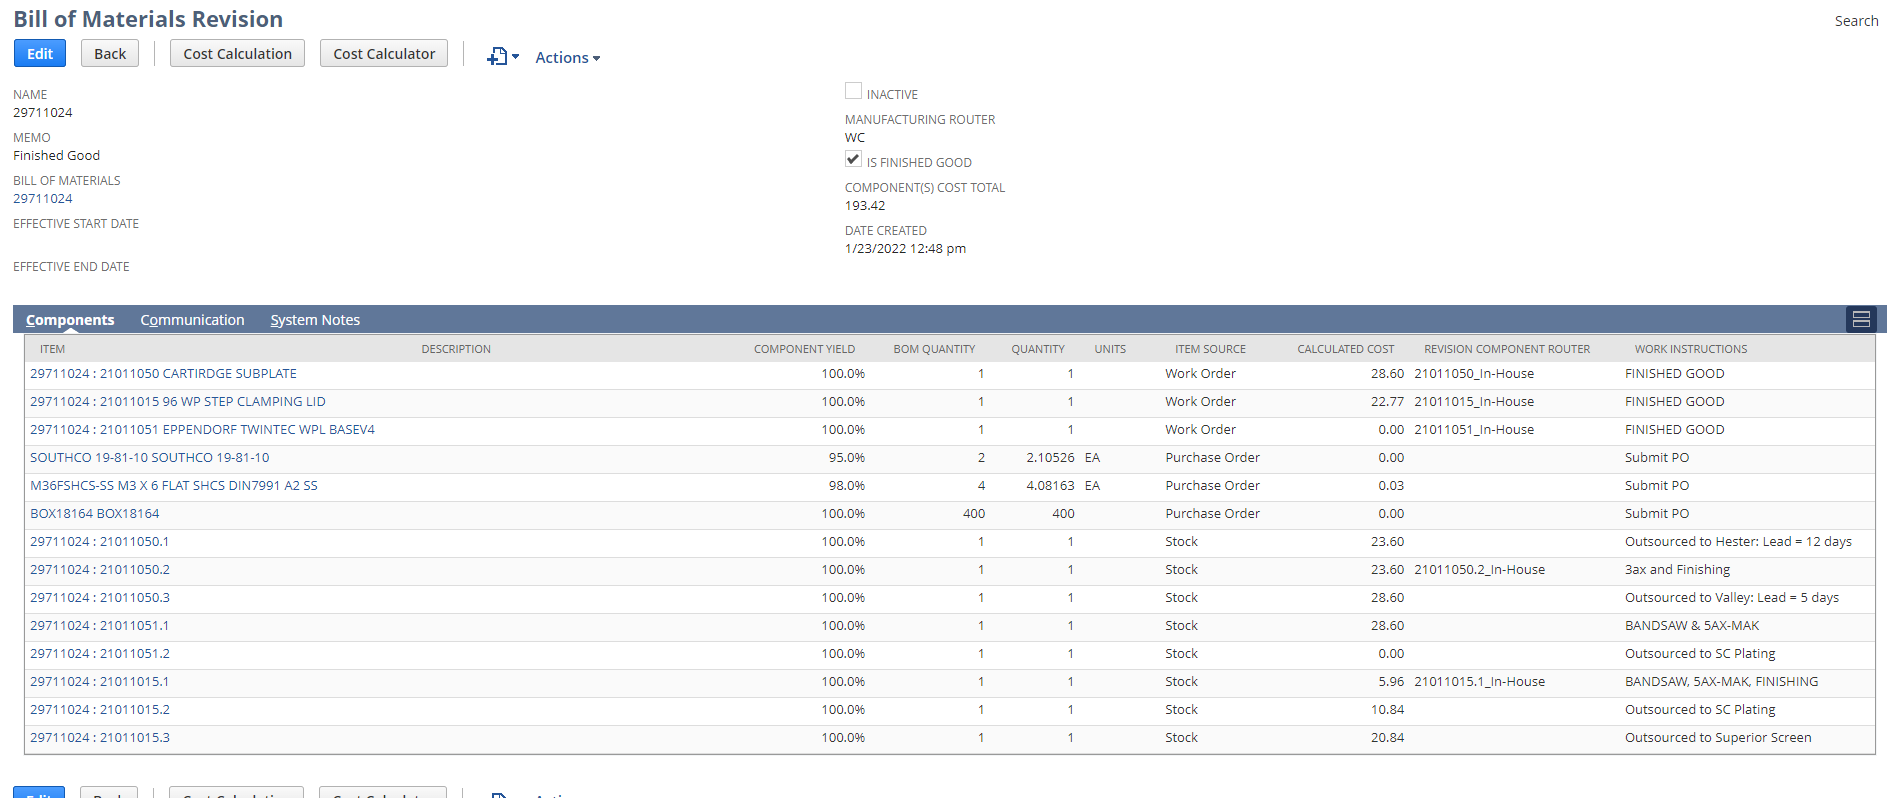 Bill of Materials Revision
Search
Edit Back Cost Calculation Cost Calculator Actions
NAME
29711024
MEMO
Finished Good
BILL OF MATERIALS
29711024
EFFECTIVE START DATE
EFFECTIVE END DATE
INACTIVE
MANUFACTURING ROUTER
WC
IS FINISHED GOOD
COMPONENT(S) COST TOTAL
193.42
DATE CREATED
1/23/2022 12:48 pm
Components Communication System Notes
ITEM DESCRIPTION COMPONENT YIELD BOM QUANTITY QUANTITY UNITS ITEM SOURCE CALCULATED COST REVISION COMPONENT ROUTER WORK INSTRUCTIONS
29711024 : 21011050 CARTIRDGE SUBPLATE 100.0% 1 1 Work Order 28.60 21011050_In-House FINISHED GOOD
29711024 : 21011015 96 WP STEP CLAMPING LID 100.0% 1 1 Work Order 22.77 21011015_In-House FINISHED GOOD
29711024 : 21011051 EPPENDORF TWINTEC WPL BASEV4 100.0% 1 1 Work Order 0.00 21011051_In-House FINISHED GOOD
SOUTHCO 19-81-10 SOUTHCO 19-81-10 95.0% 2 2.10526 EA Purchase Order 0.00 Submit PO
M36FSHCS-SS M3 X 6 FLAT SHCS DIN7991 A2 SS 98.0% 4 4.08163 EA Purchase Order 0.03 Submit PO
BOX18164 BOX18164 100.0% 400 400 Purchase Order 0.00 Submit PO
29711024 : 21011050.1 100.0% 1 1 Stock 23.60 Outsourced to Hester: Lead = 12 days
29711024 : 21011050.2 100.0% 1 1 Stock 23.60 21011050.2_In-House 3ax and Finishing
29711024 : 21011050.3 100.0% 1 1 Stock 28.60 Outsourced to Valley: Lead = 5 days
29711024 : 21011051.1 100.0% 1 1 Stock 28.60 BANDSAW & 5AX-MAK
29711024 : 21011051.2 100.0% 1 1 Stock 0.00 Outsourced to SC Plating
29711024 : 21011015.1 100.0% 1 1 Stock 5.96 21011015.1_In-House BANDSAW, 5AX-MAK, FINISHING
29711024 : 21011015.2 100.0% 1 1 Stock 10.84 Outsourced to SC Plating
29711024 : 21011015.3 100.0% 1 1 Stock 20.84 Outsourced to Superior Screen